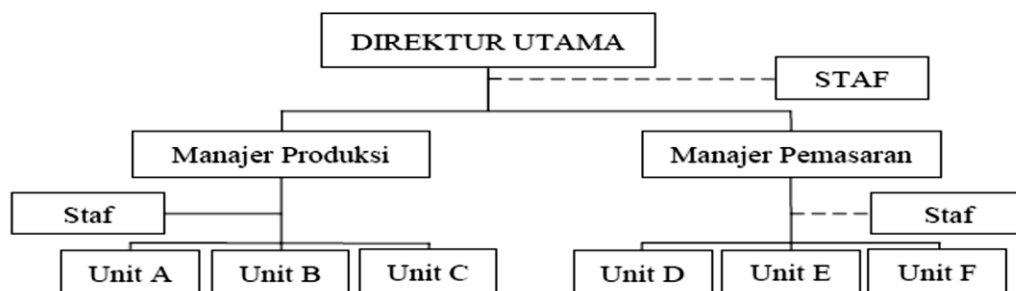 DIREKTUR UTAMA
STAF
Manajer Produksi
Manajer Pemasaran
Staf
Staf
Unit A
Unit B
Unit C
Unit D
Unit E
Unit F